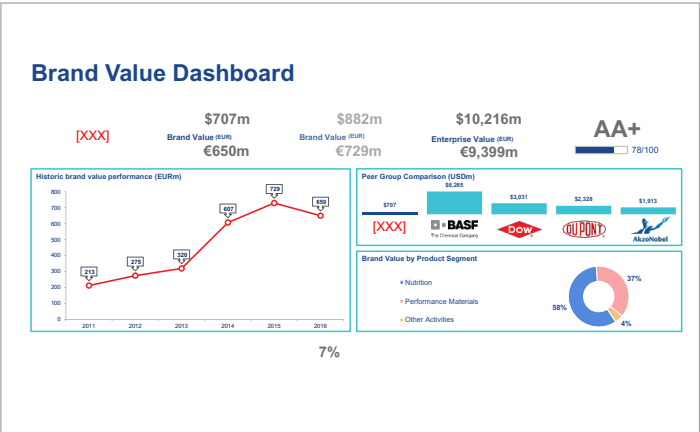 Brand Value Dashboard
[XXX]
$707m
Brand Value (EUR)
€650m
$882m
Brand Value (EUR)
€729m
$10,216m
Enterprise Value (EUR)
€9,399m
AA+
78/100
Historic brand value performance (EURm)
800
700
600
500
400
300
200
100
0
213
275
320
607
729
650
2011 2012 2013 2014 2015 2016
Peer Group Comparison (USDm)
$707 $6,265 $3,031 $2,328 $1,913
[XXX]
BASF
The Chemical Company
Dow
DUPONT
AkzoNobel
Brand Value by Product Segment
Nutrition
Performance Materials
Other Activities
37%
58%
4%
7%